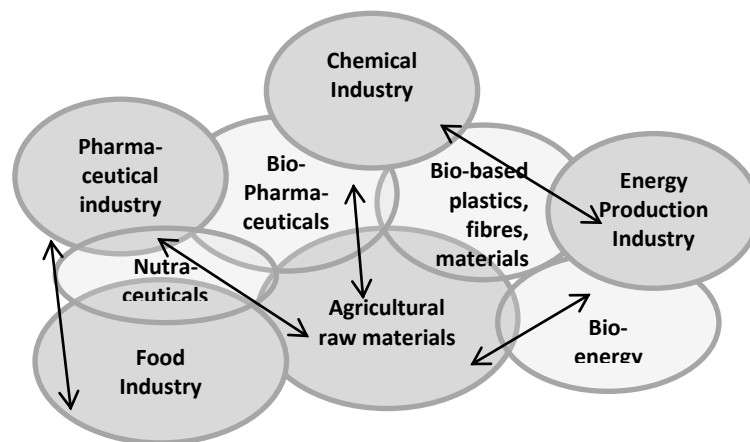 Chemical
Industry
Pharma-
ceutical
industry
Bio-
Pharma-
ceuticals
Bio-based
plastics,
fibres,
materials
Energy
Production
Industry
Nutra-
ceuticals
Agricultural
raw materials
Food
Industry
Bio-
energy